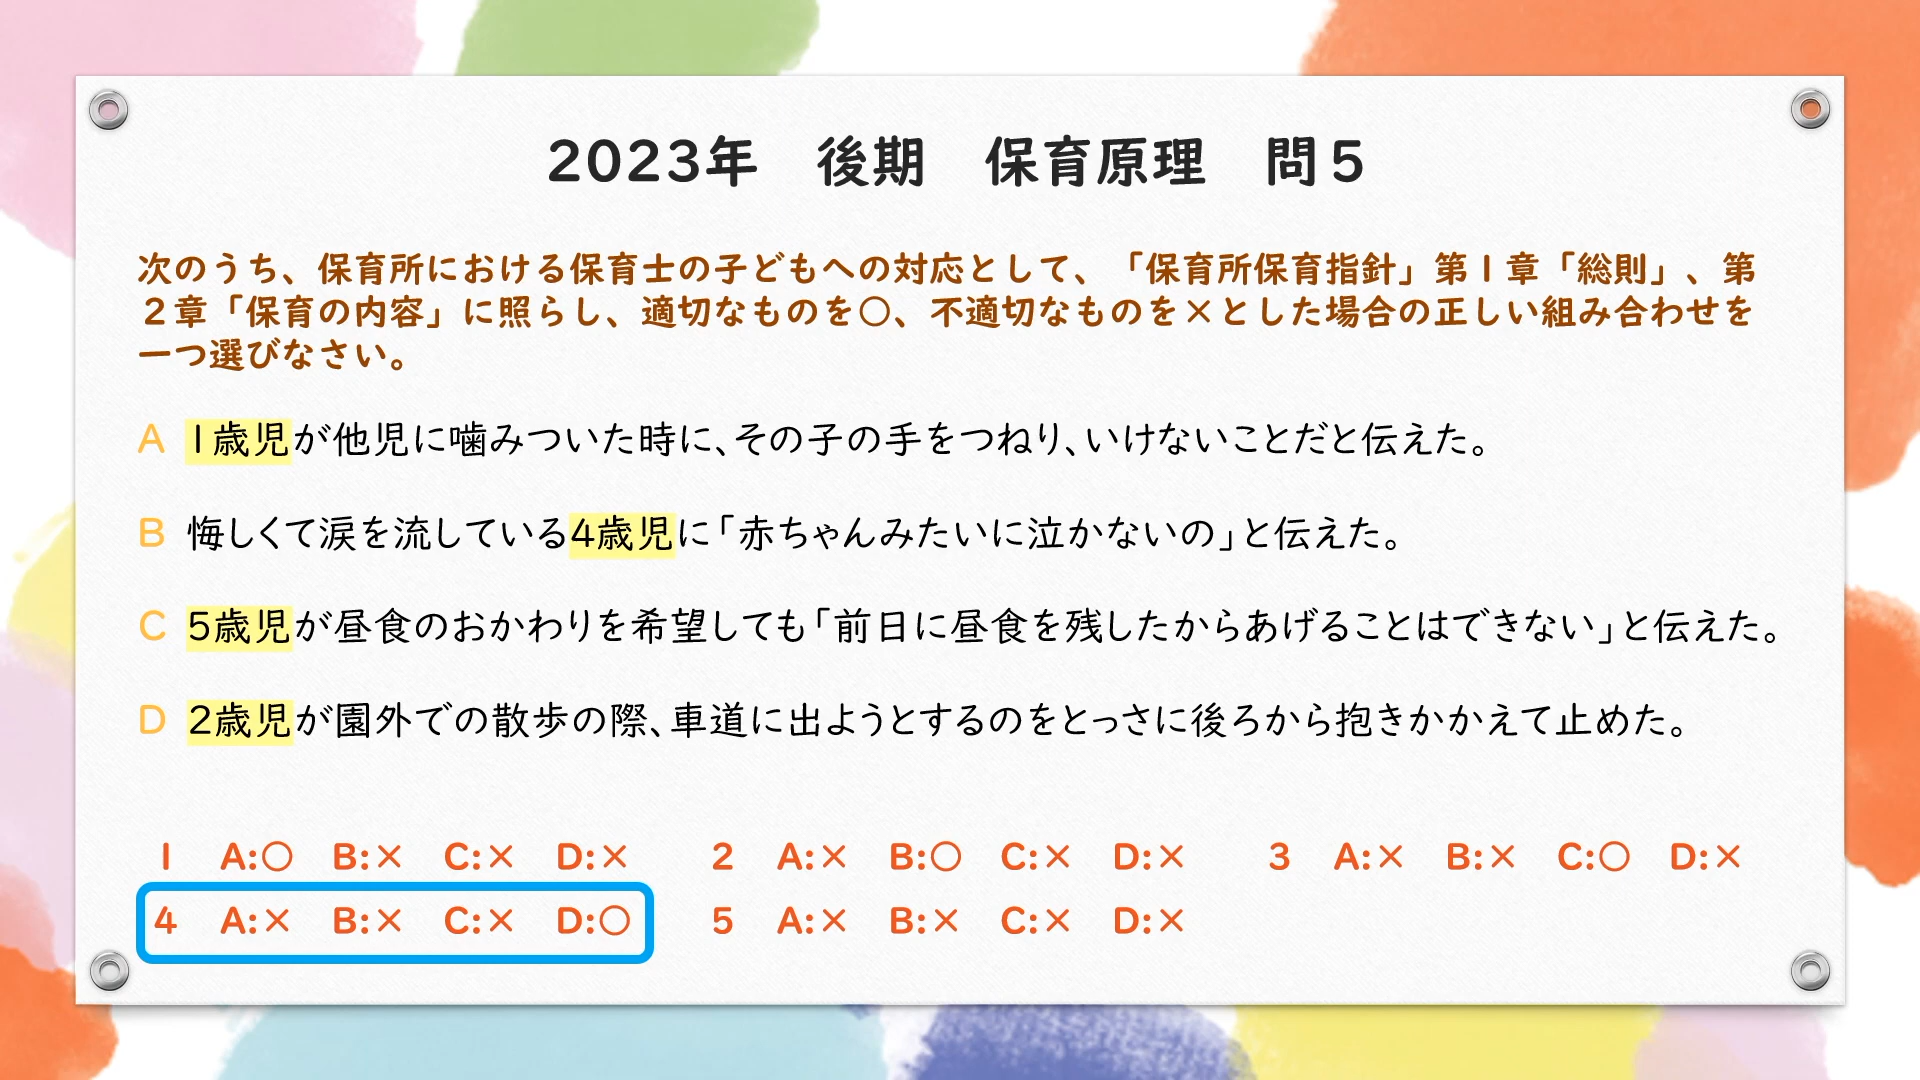 2023年　後期　保育原理　問5
次のうち、保育所における保育士の子どもへの対応として、「保育所保育指針」第1章「総則」、第
2章「保育の内容」に照らし、適切なものを〇、不適切なものを×とした場合の正しい組み合わせを
一つ選びなさい。
A 1歳児が他児に噛みついた時に、その子の手をつねり、いけないことだと伝えた。
B 悔しくて涙を流している4歳児に「赤ちゃんみたいに泣かないの」と伝えた。
C 5歳児が昼食のおかわりを希望しても「前日に昼食を残したからあげることはできない」と伝えた。
D 2歳児が園外での散歩の際、車道に出ようとするのをとっさに後ろから抱きかかえて止めた。
1　A:〇　B:×　C:×　D:×　2　A:×　B:〇　C:×　D:×　3　A:×　B:×　C:〇　D:×
4　A:×　B:×　C:×　D:〇　5　A:×　B:×　C:×　D:×